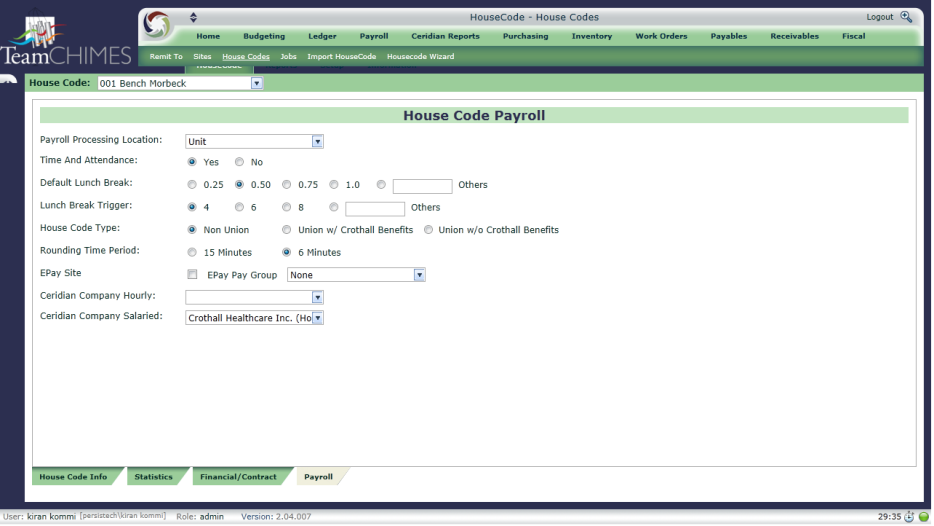 HouseCode - House Codes
Logout
TeamCHIMES
Home Budgeting Ledger Payroll Ceridian Reports Purchasing Inventory Work Orders Payables Receivables Fiscal
Remit To Sites House Codes Jobs Import HouseCode Housecode Wizard
House Code: 001 Bench Morbeck
House Code Payroll
Payroll Processing Location: Unit
Time And Attendance: Yes No
Default Lunch Break: 0.25 0.50 0.75 1.0 Others
Lunch Break Trigger: 4 6 8 Others
House Code Type: Non Union Union w/ Crothall Benefits Union w/o Crothall Benefits
Rounding Time Period: 15 Minutes 6 Minutes
EPay Site EPay Pay Group None
Ceridian Company Hourly:
Ceridian Company Salaried: Crothall Healthcare Inc. (Ho
House Code Info Statistics Financial/Contract Payroll
User: kiran kommi [persistech\kiran kommi] Role: admin Version: 2.04.007 29:35